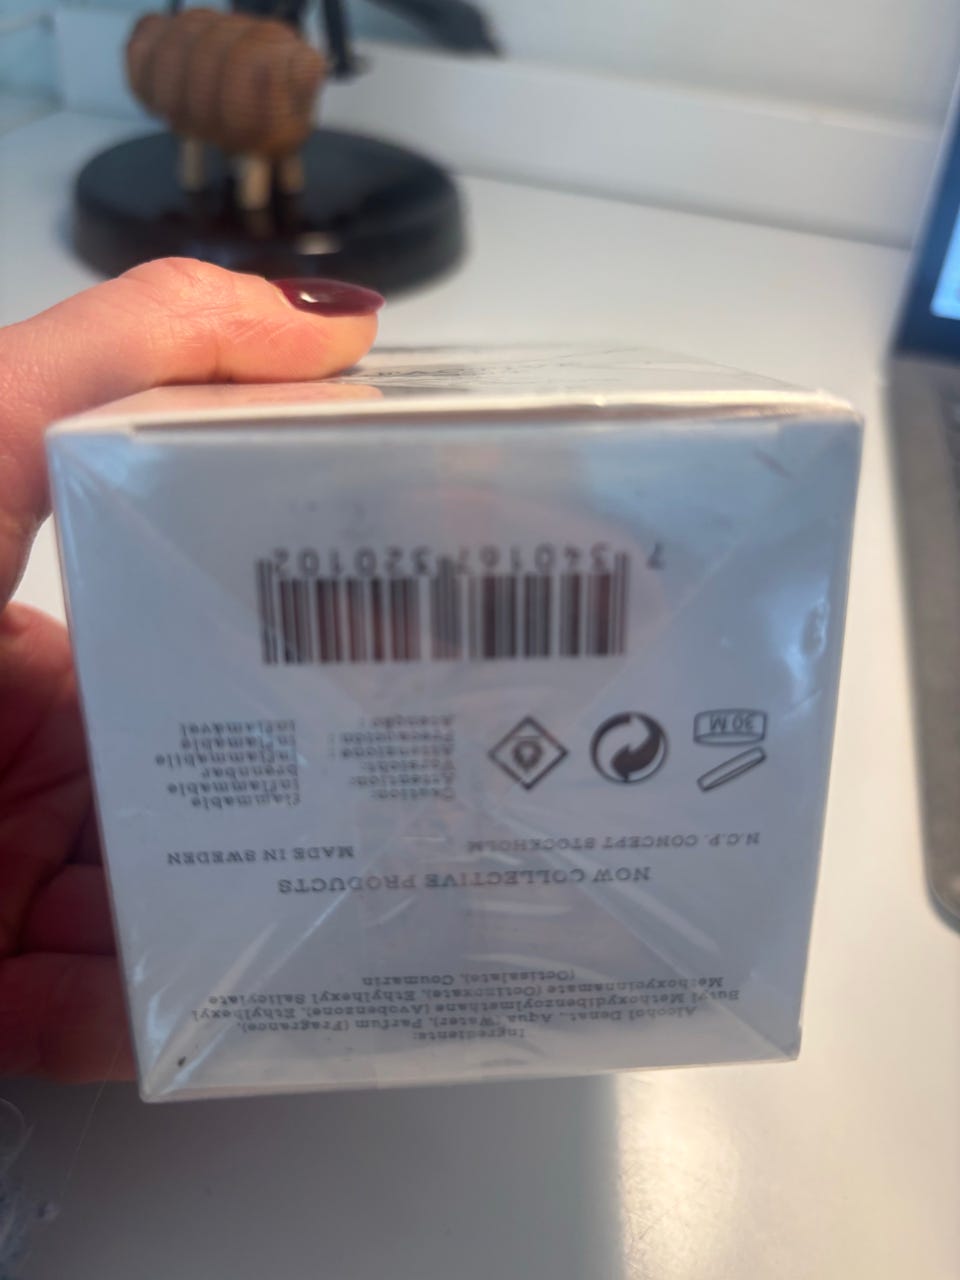 Ingredients:
Alcohol Denat., Aqua (Water), Parfum (Fragrance),
Butyl Methoxydibenzoylmethane (Avobenzone), Ethylhexyl
Methoxycinnamate (Octinoxate), Ethylhexyl Salicylate
(Octisalate), Coumarin
NOW COLLECTIVE PRODUCTS
N.C.P. CONCEPT STOCKHOLM MADE IN SWEDEN
Caution: flammable
Attention: inflammable
Vorsicht: brennbar
Attenzione: inflammabile
Precaución: inflamable
Atenção: inflamável
30 M
7 340167 320102